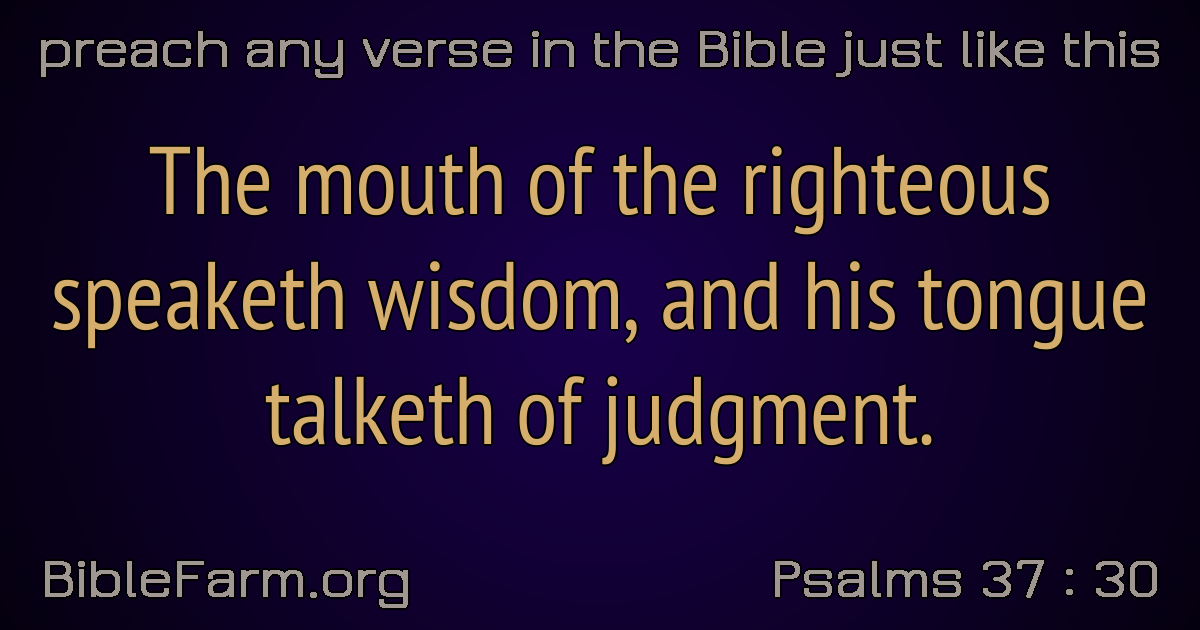 preach any verse in the Bible just like this
The mouth of the righteous
speaketh wisdom, and his tongue
talketh of judgment.
BibleFarm.org
Psalms 37 : 30